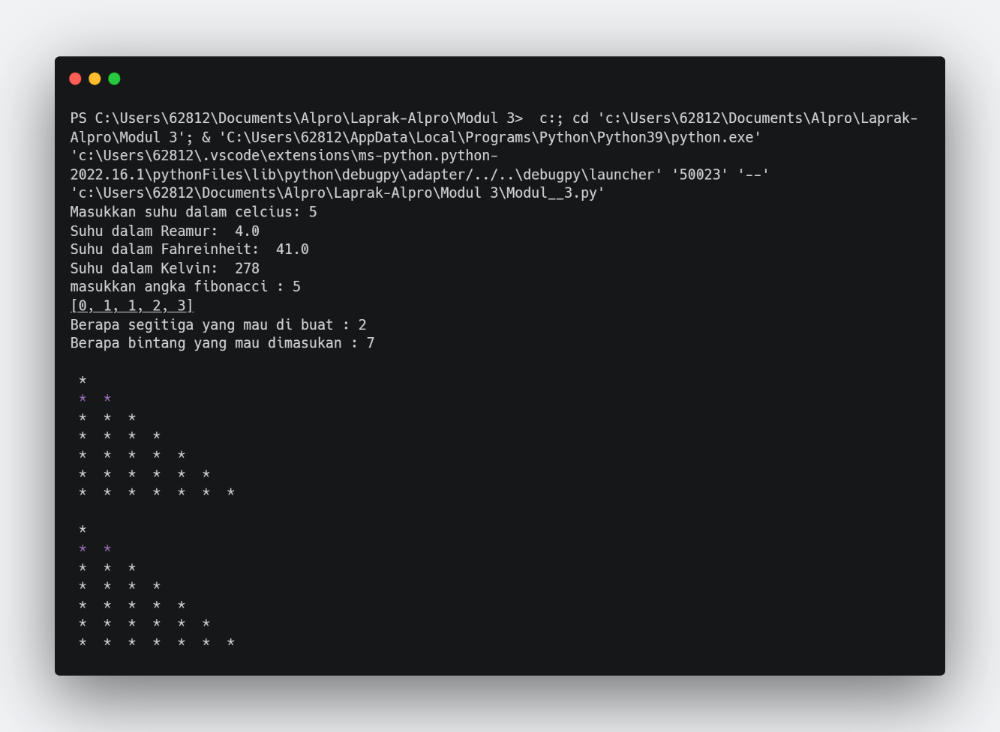 PS C:\Users\62812\Documents\Alpro\Laprak-Alpro\Modul 3>  c:; cd 'c:\Users\62812\Documents\Alpro\Laprak-
Alpro\Modul 3'; & 'C:\Users\62812\AppData\Local\Programs\Python\Python39\python.exe'
'c:\Users\62812\.vscode\extensions\ms-python.python-
2022.16.1\pythonFiles\lib\python\debugpy\adapter/../..\debugpy\launcher' '50023' '--'
'c:\Users\62812\Documents\Alpro\Laprak-Alpro\Modul 3\Modul__3.py'
Masukkan suhu dalam celcius: 5
Suhu dalam Reamur:  4.0
Suhu dalam Fahreinheit:  41.0
Suhu dalam Kelvin:  278
masukkan angka fibonacci : 5
[0, 1, 1, 2, 3]
Berapa segitiga yang mau di buat : 2
Berapa bintang yang mau dimasukan : 7

 *
 *  *
 *  *  *
 *  *  *  *
 *  *  *  *  *
 *  *  *  *  *  *
 *  *  *  *  *  *  *

 *
 *  *
 *  *  *
 *  *  *  *
 *  *  *  *  *
 *  *  *  *  *  *
 *  *  *  *  *  *  *